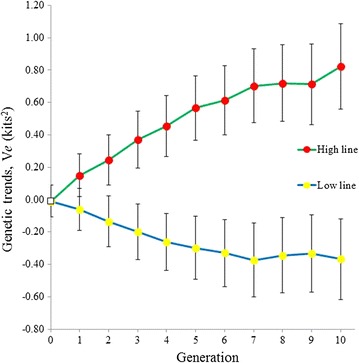 1.20
1.00
0.80
0.60
0.40
0.20
0.00
-0.20
-0.40
-0.60
-0.80
Genetic trends, Ve (kits²)
High line
Low line
0 1 2 3 4 5 6 7 8 9 10
Generation